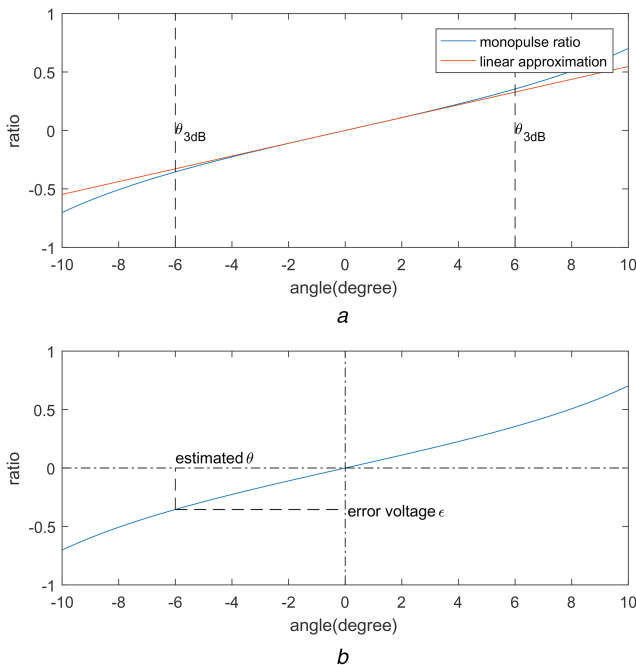 1
monopulse ratio
linear approximation
0.5
θ3dB
θ3dB
0
ratio
-0.5
-1
-10 -8 -6 -4 -2 0 2 4 6 8 10
angle(degree)
a
1
0.5
estimated θ
0
ratio
error voltage ϵ
-0.5
-1
-10 -8 -6 -4 -2 0 2 4 6 8 10
angle(degree)
b